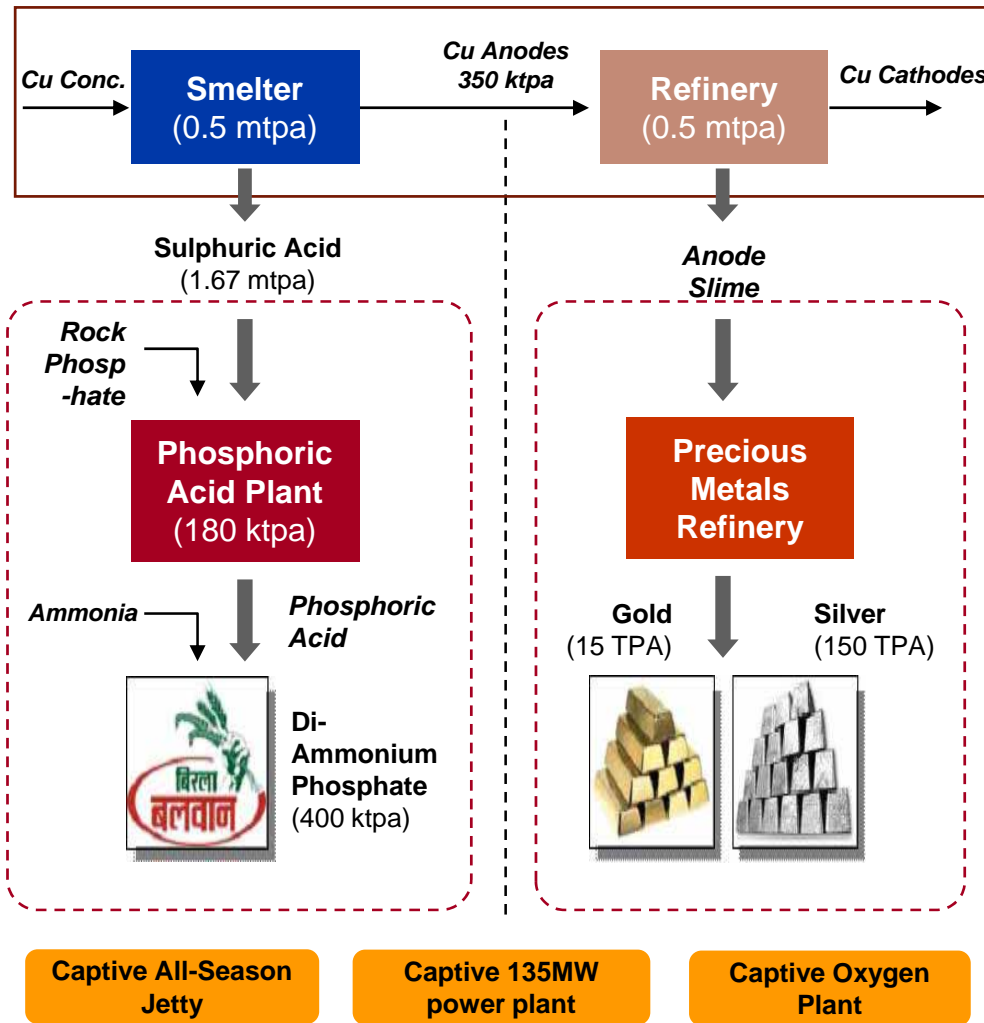 Cu Conc.
Smelter
(0.5 mtpa)
Cu Anodes
350 ktpa
Refinery
(0.5 mtpa)
Cu Cathodes
Sulphuric Acid
(1.67 mtpa)
Anode
Slime
Rock
Phosp
-hate
Phosphoric
Acid Plant
(180 ktpa)
Precious
Metals
Refinery
Ammonia
Phosphoric
Acid
Gold
(15 TPA)
Silver
(150 TPA)
बिरला
बलवान
Di-
Ammonium
Phosphate
(400 ktpa)
Captive All-Season
Jetty
Captive 135MW
power plant
Captive Oxygen
Plant